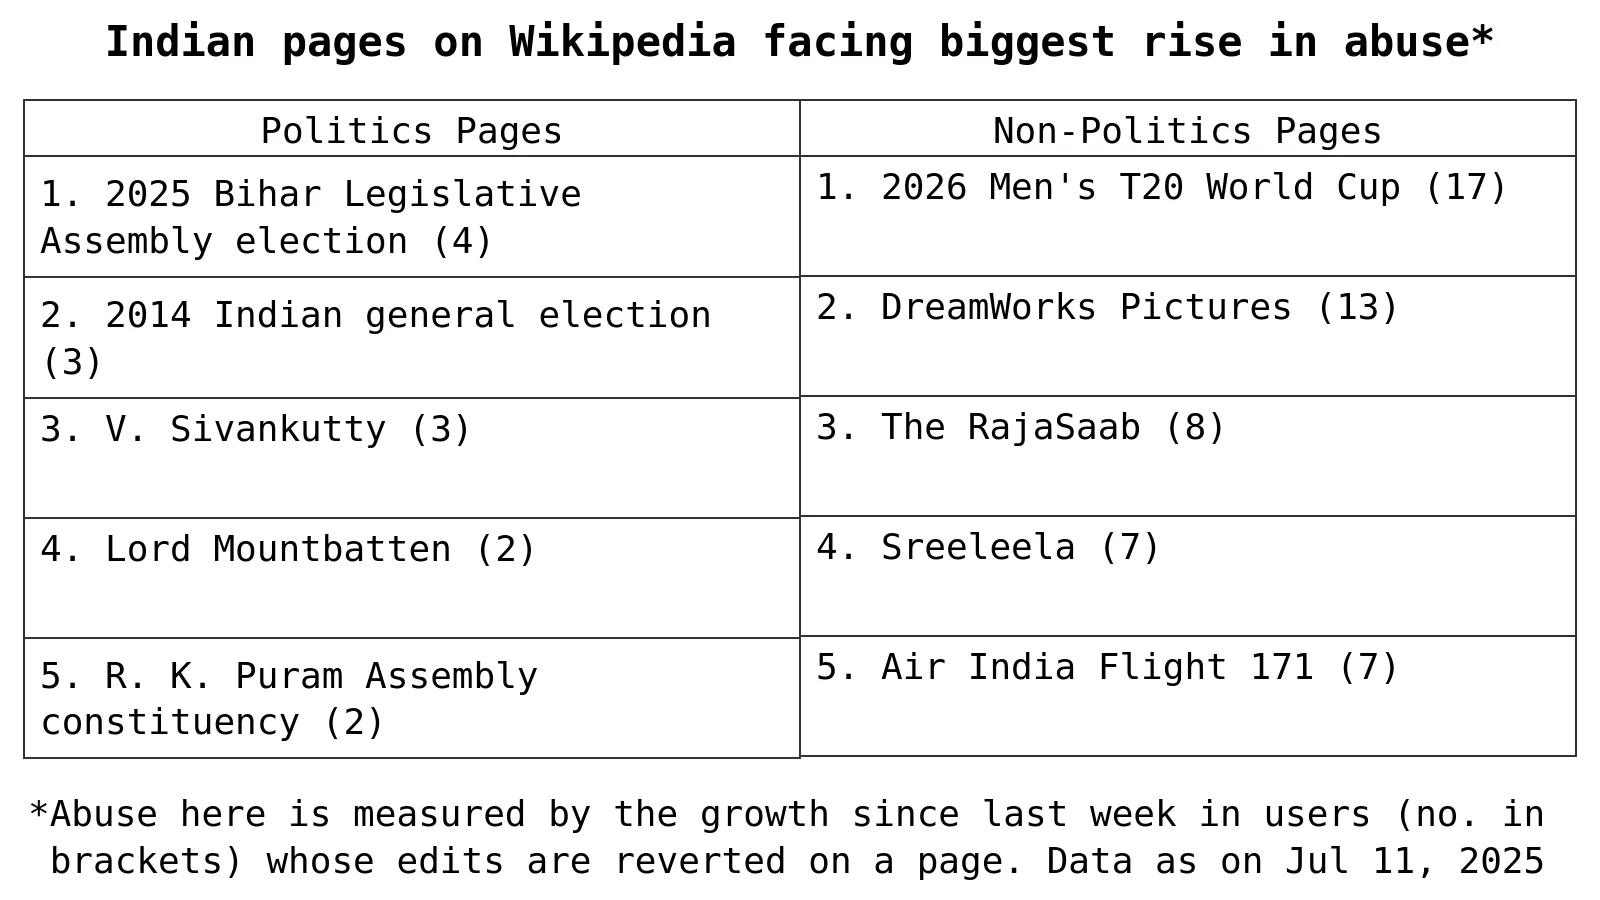 Indian pages on Wikipedia facing biggest rise in abuse*
Politics Pages
1. 2025 Bihar Legislative
Assembly election (4)
2. 2014 Indian general election
(3)
3. V. Sivankutty (3)
4. Lord Mountbatten (2)
5. R. K. Puram Assembly
constituency (2)
Non-Politics Pages
1. 2026 Men's T20 World Cup (17)
2. DreamWorks Pictures (13)
3. The RajaSaab (8)
4. Sreeleela (7)
5. Air India Flight 171 (7)
*Abuse here is measured by the growth since last week in users (no. in
brackets) whose edits are reverted on a page. Data as on Jul 11, 2025